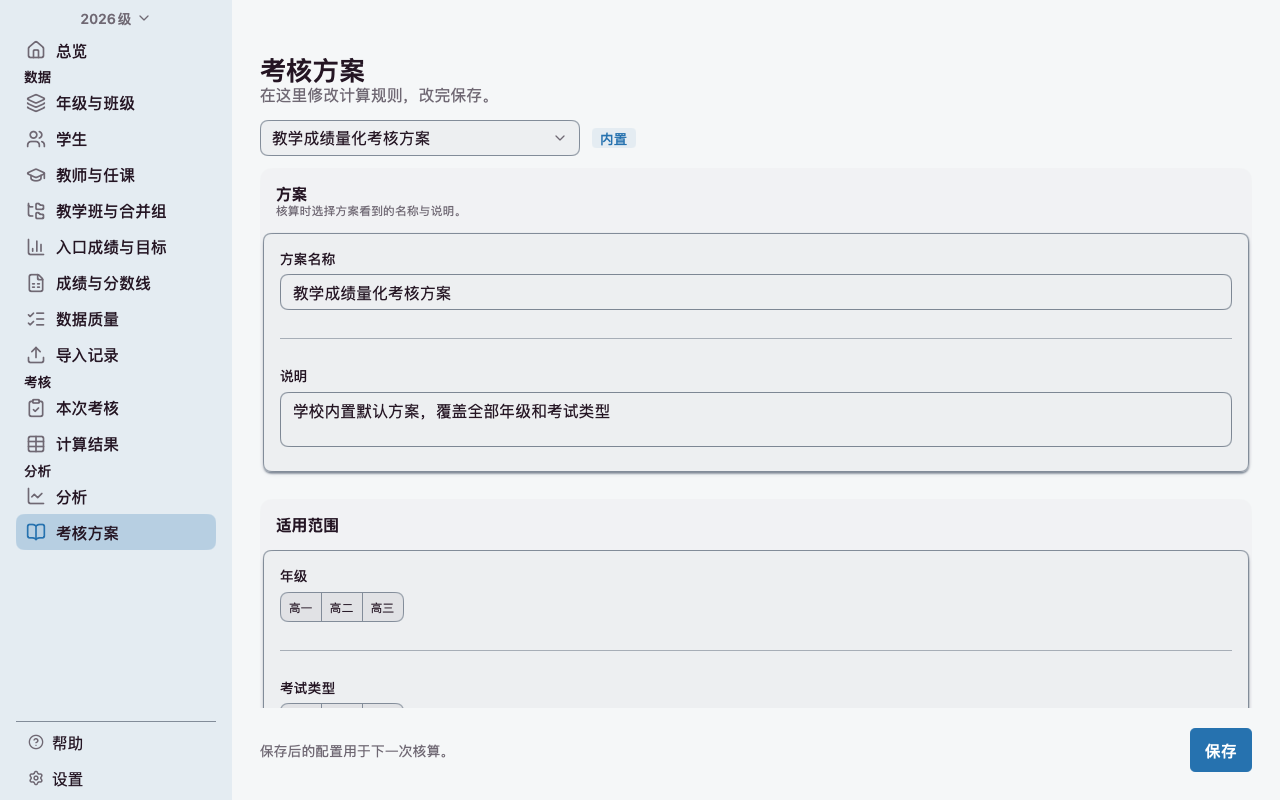 2026级
总览
数据
年级与班级
学生
教师与任课
教学班与合并组
入口成绩与目标
成绩与分数线
数据质量
导入记录
考核
本次考核
计算结果
分析
分析
考核方案
帮助
设置
考核方案
在这里修改计算规则，改完保存。
教学成绩量化考核方案
内置
方案
核算时选择方案看到的名称与说明。
方案名称
教学成绩量化考核方案
说明
学校内置默认方案，覆盖全部年级和考试类型
适用范围
年级
高一 高二 高三
考试类型
保存后的配置用于下一次核算。
保存